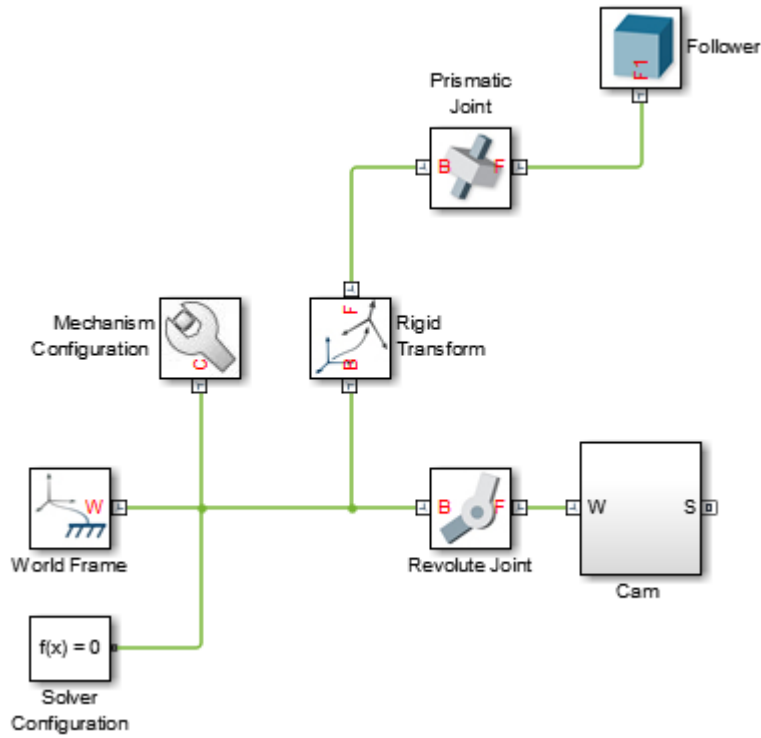 F1
Follower
Prismatic
Joint
B
F
Mechanism
Configuration
C
F
B
Rigid
Transform
W
World Frame
B
F
Revolute Joint
W
S
Cam
f(x) = 0
Solver
Configuration